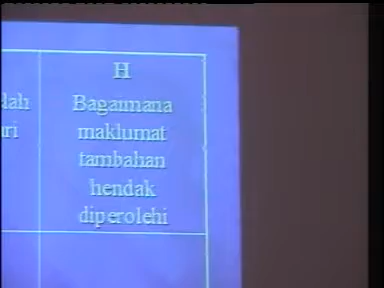 H
Bagaimana
maklumat
tambahan
hendak
diperolehi